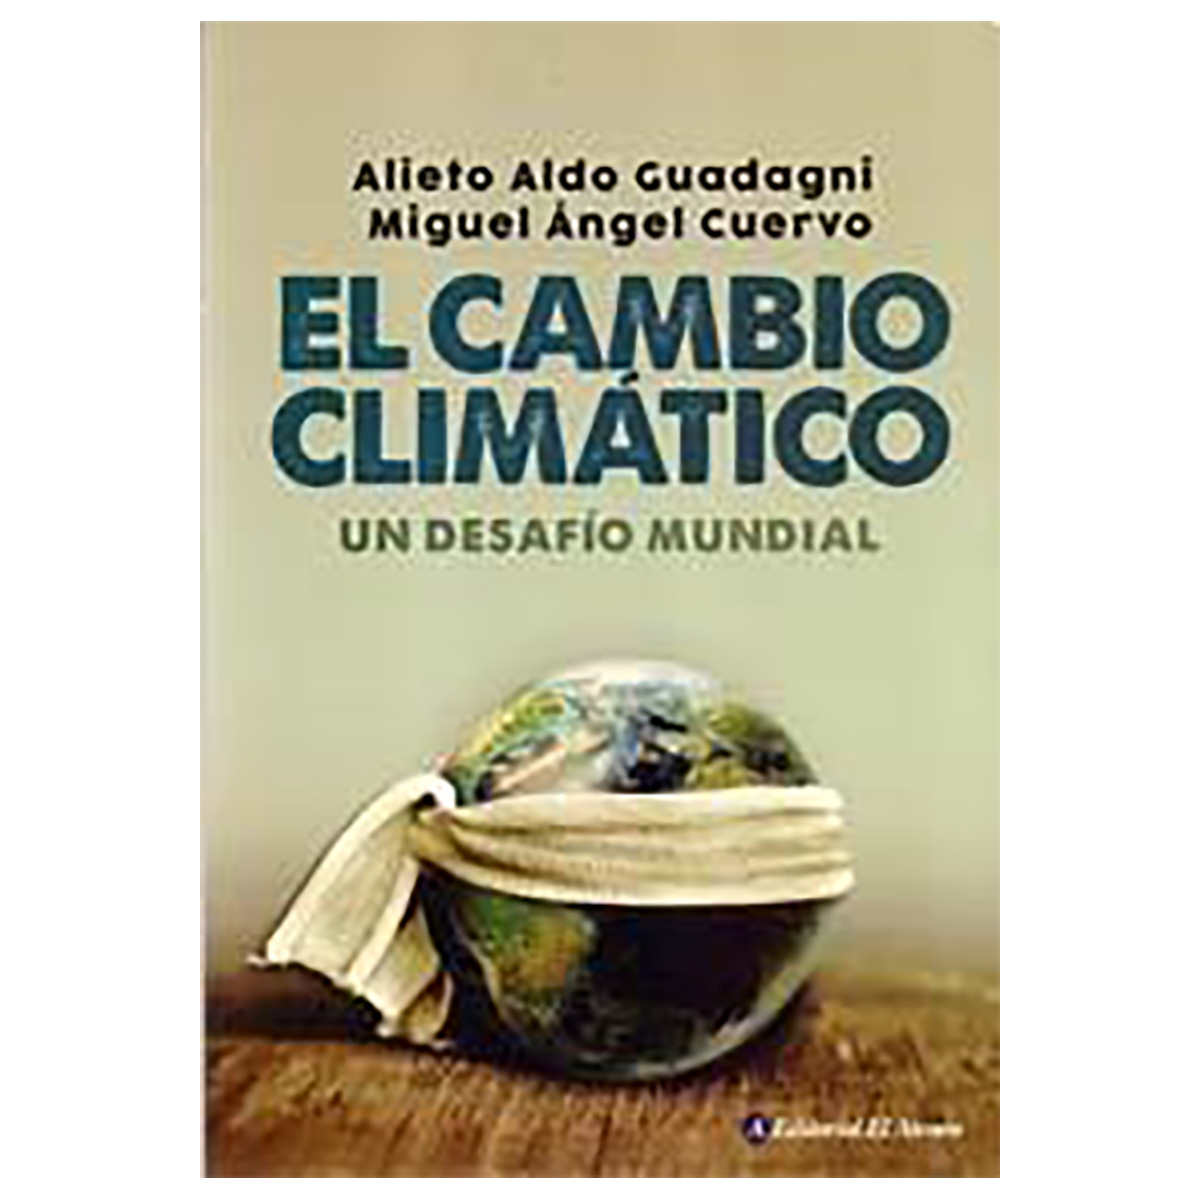 Alieto Aldo Guadagni
Miguel Ángel Cuervo
EL CAMBIO
CLIMÁTICO
UN DESAFÍO MUNDIAL
Editorial El Ateneo